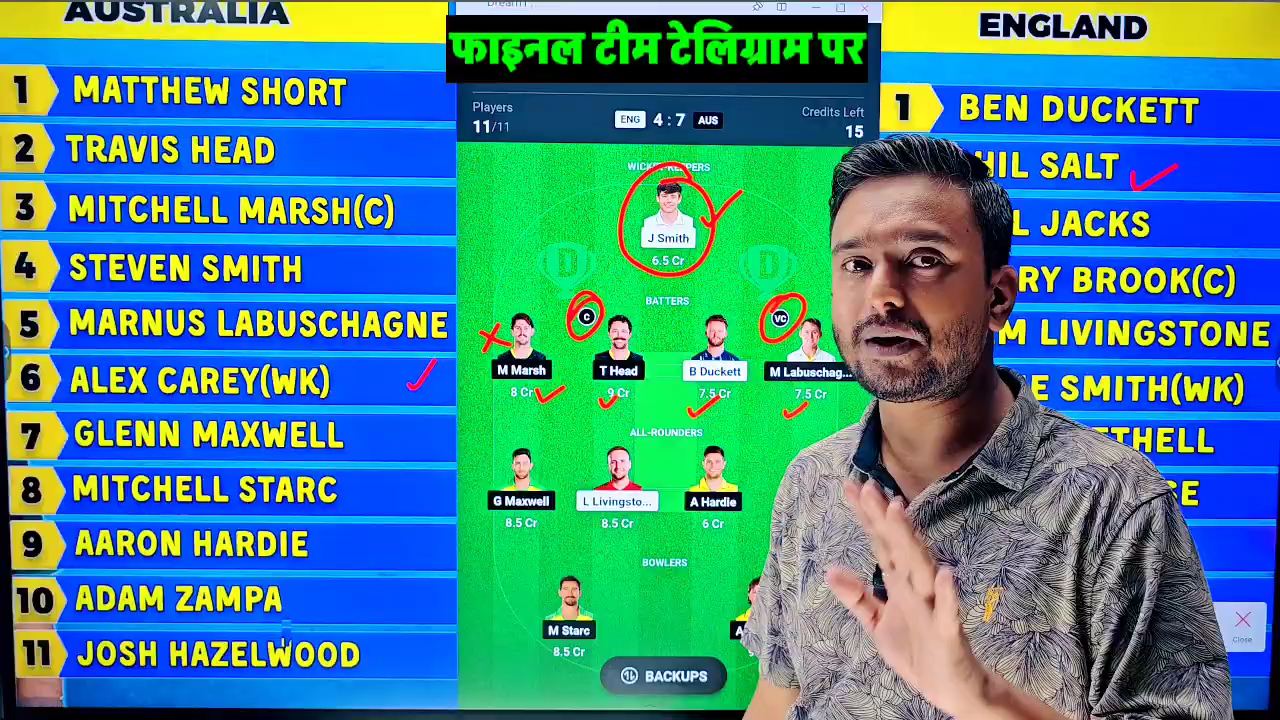 AUSTRALIA
1 MATTHEW SHORT
2 TRAVIS HEAD
3 MITCHELL MARSH(C)
4 STEVEN SMITH
5 MARNUS LABUSCHAGNE
6 ALEX CAREY(WK)
7 GLENN MAXWELL
8 MITCHELL STARC
9 AARON HARDIE
10 ADAM ZAMPA
11 JOSH HAZELWOOD
फाइनल टीम टेलिग्राम पर
Players
11/11
ENG 4 : 7 AUS
Credits Left
15
WICKET-KEEPERS
J Smith
6.5 Cr
BATTERS
C
VC
M Marsh T Head B Duckett M Labuschag...
8 Cr 9 Cr 7.5 Cr 7.5 Cr
ALL-ROUNDERS
G Maxwell L Livingsto... A Hardie
8.5 Cr 8.5 Cr 6 Cr
BOWLERS
M Starc
8.5 Cr
BACKUPS
ENGLAND
1 BEN DUCKETT
HIL SALT
L JACKS
RY BROOK(C)
M LIVINGSTONE
E SMITH(WK)
THELL
SE
Close